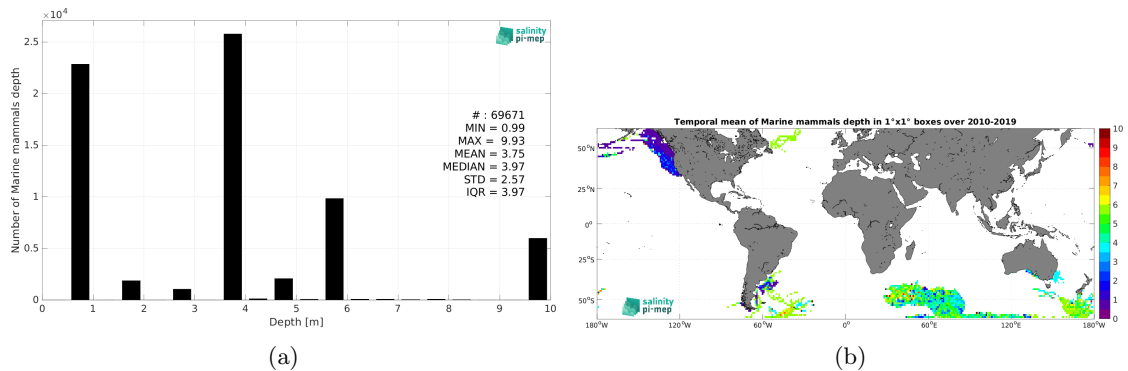 ×10⁴
Number of Marine mammals depth
2.5
2
1.5
1
0.5
0
0 1 2 3 4 5 6 7 8 9 10
Depth [m]
salinity
pi-mep
# : 69671
MIN = 0.99
MAX = 9.93
MEAN = 3.75
MEDIAN = 3.97
STD = 2.57
IQR = 3.97
(a)
Temporal mean of Marine mammals depth in 1°x1° boxes over 2010-2019
50°N
25°N
0°
25°S
50°S
180°W 120°W 60°W 0° 60°E 120°E 180°W
salinity
pi-mep
10
9
8
7
6
5
4
3
2
1
0
(b)